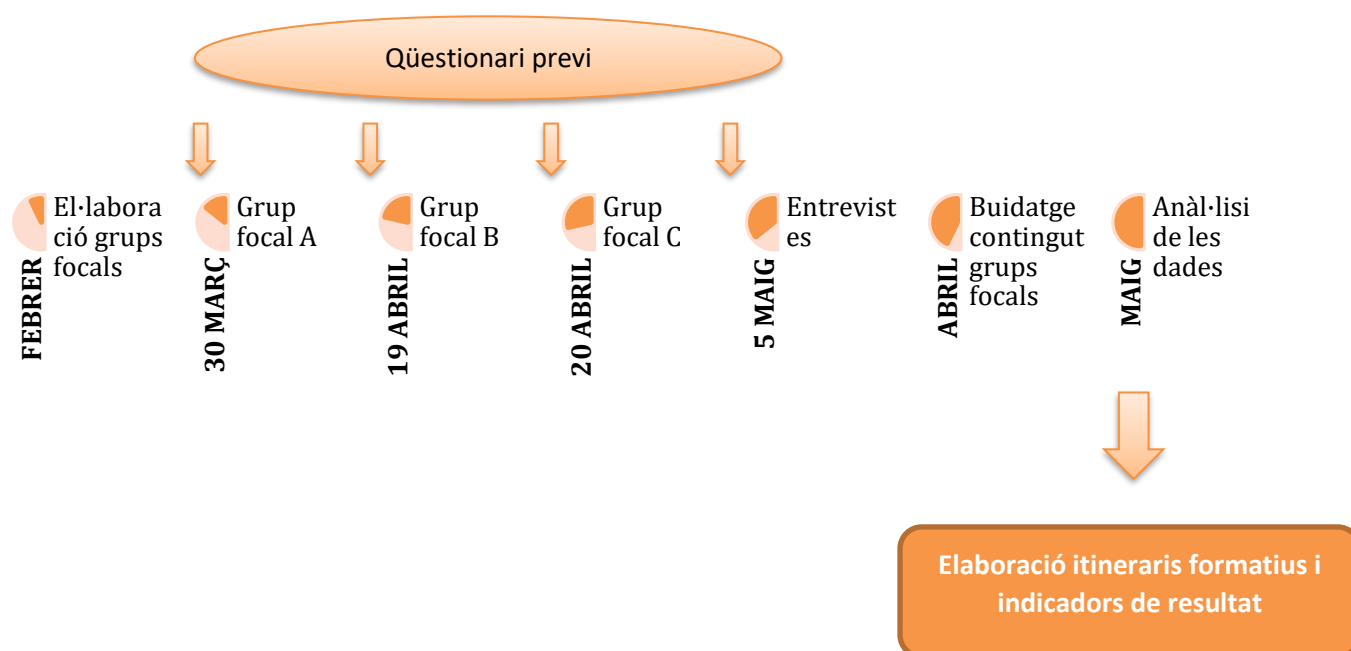 Qüestionari previ
El·labora
ció grups
focals
FEBRER
Grup
focal A
30 MARÇ
Grup
focal B
19 ABRIL
Grup
focal C
20 ABRIL
Entrevist
es
5 MAIG
Buidatge
contingut
grups
focals
ABRIL
Anàl·lisi
de les
dades
MAIG
Elaboració itineraris formatius i
indicadors de resultat